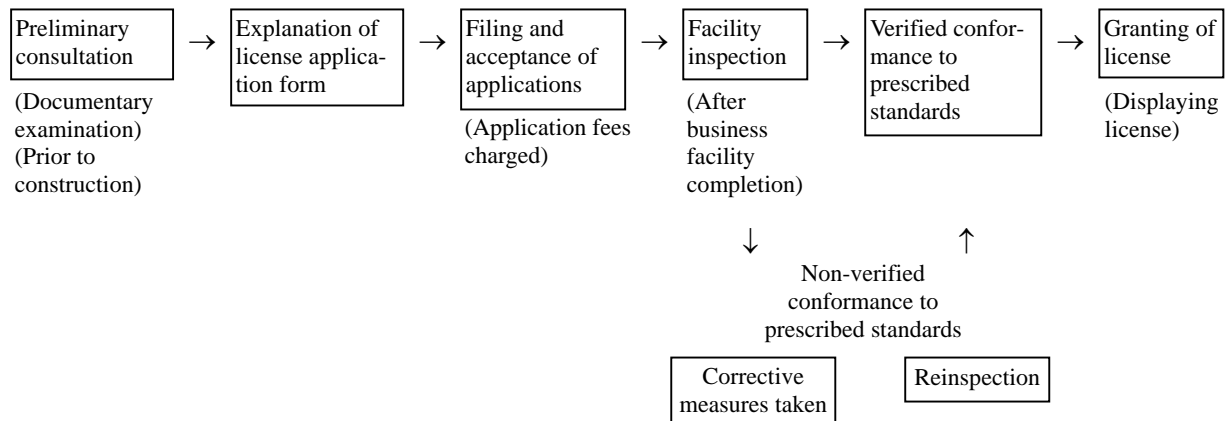 Preliminary
consultation
(Documentary
examination)
(Prior to
construction)
→
Explanation of
license applica-
tion form
→
Filing and
acceptance of
applications
(Application fees
charged)
→
Facility
inspection
(After
business
facility
completion)
→
Verified confor-
mance to
prescribed
standards
→
Granting of
license
(Displaying
license)
↓
↑
Non-verified
conformance to
prescribed standards
Corrective
measures taken
Reinspection